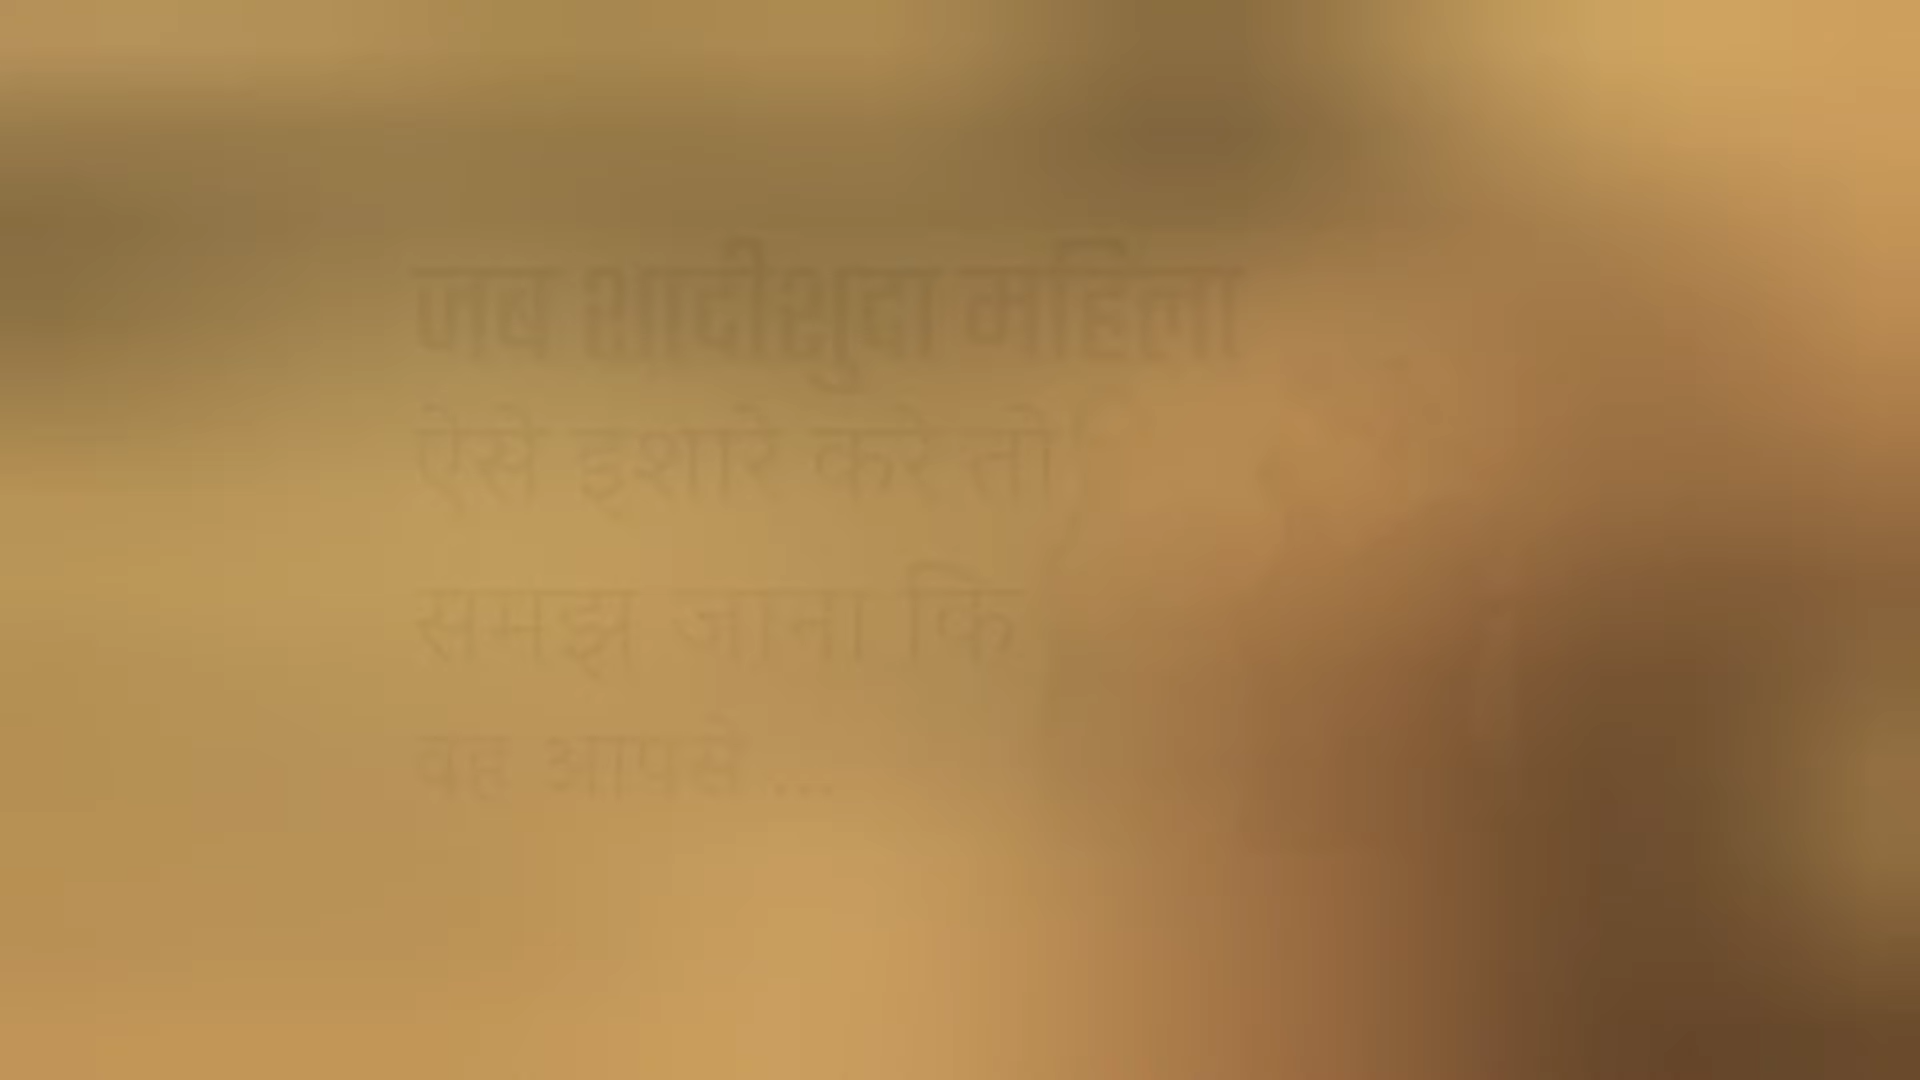 जब शादीशुदा महिला
ऐसे इशारे करे तो
समझ जाना कि
वह आपसे ...